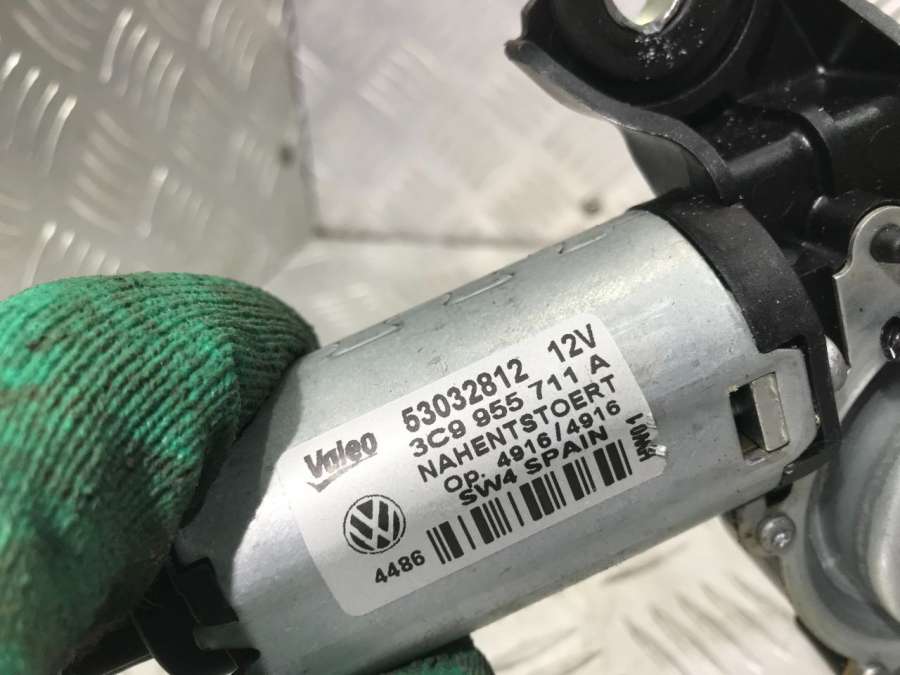 Valeo
53032812 12V
3C9 955 711 A
NAHENTSTOERT
Op. 4916/4916
SW4 SPAIN
4486